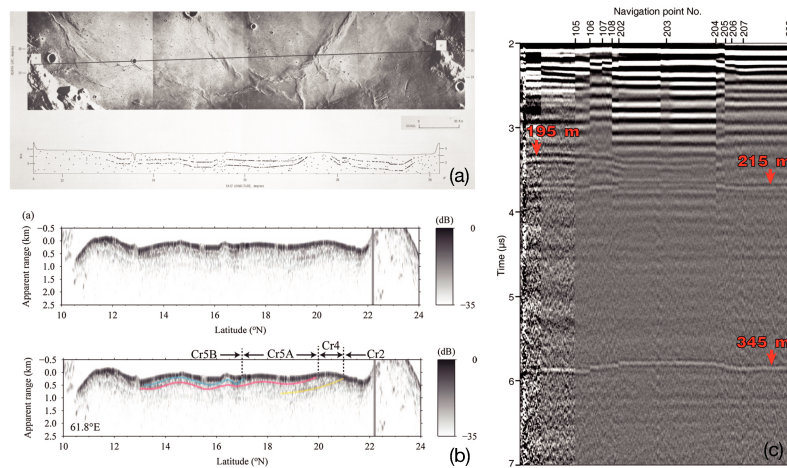 (a)
(a)
(dB)
0
−35
Apparent range (km)
-0.5
0.0
0.5
1.0
1.5
2.0
2.5
10 12 14 16 18 20 22 24
Latitude (°N)
Cr4
Cr5B Cr5A Cr2
(dB)
0
−35
Apparent range (km)
-0.5
0.0
0.5
1.0
1.5
2.0
2.5
61.8°E
10 12 14 16 18 20 22 24
Latitude (°N)
(b)
Navigation point No.
105
106
107
108
202
203
204
205
206
207
2
3
4
5
6
7
Time (µs)
195 m
215 m
345 m
(c)